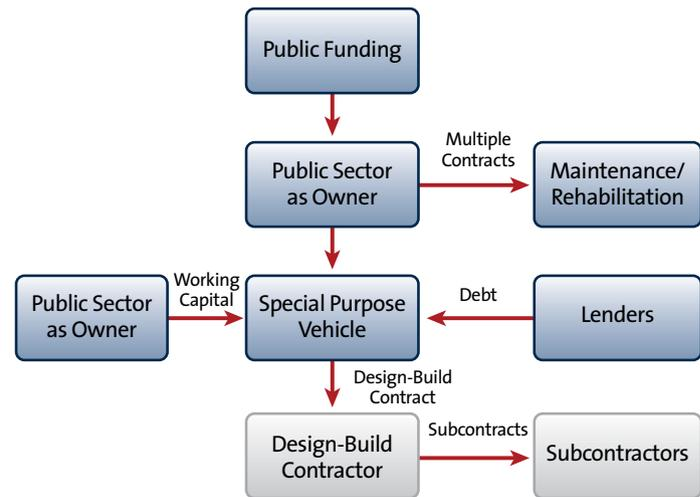 Public Funding
Multiple
Contracts
Public Sector
as Owner
Maintenance/
Rehabilitation
Working
Capital
Public Sector
as Owner
Special Purpose
Vehicle
Debt
Lenders
Design-Build
Contract
Design-Build
Contractor
Subcontracts
Subcontractors